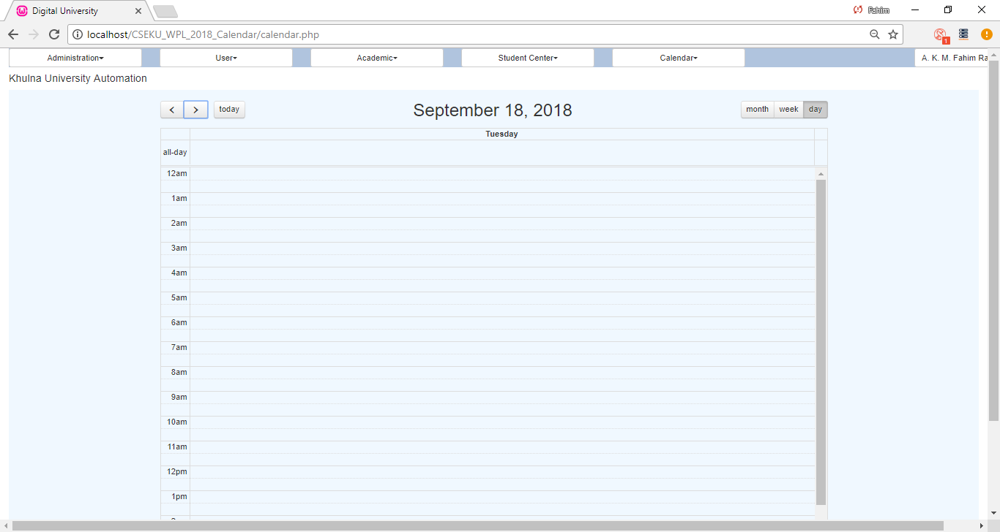 Digital University
Fahim
localhost/CSEKU_WPL_2018_Calendar/calendar.php
1
Administration
User
Academic
Student Center
Calendar
A. K. M. Fahim Ra
Khulna University Automation
today
September 18, 2018
month
week
day
Tuesday
all-day
12am
1am
2am
3am
4am
5am
6am
7am
8am
9am
10am
11am
12pm
1pm